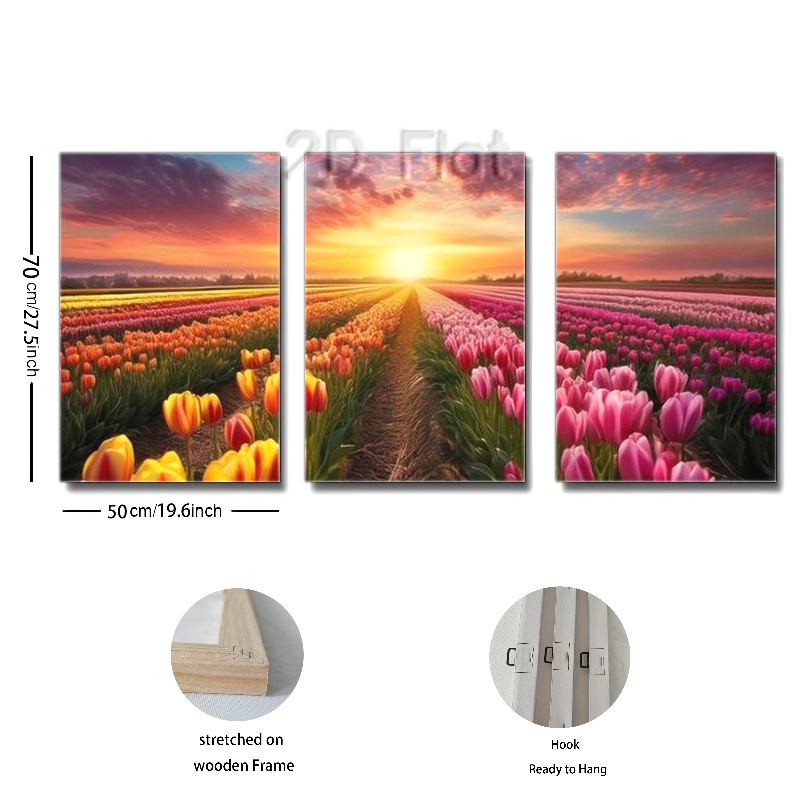 2D Flat
70 cm/27.5inch
50cm/19.6inch
stretched on
wooden Frame
Hook
Ready to Hang